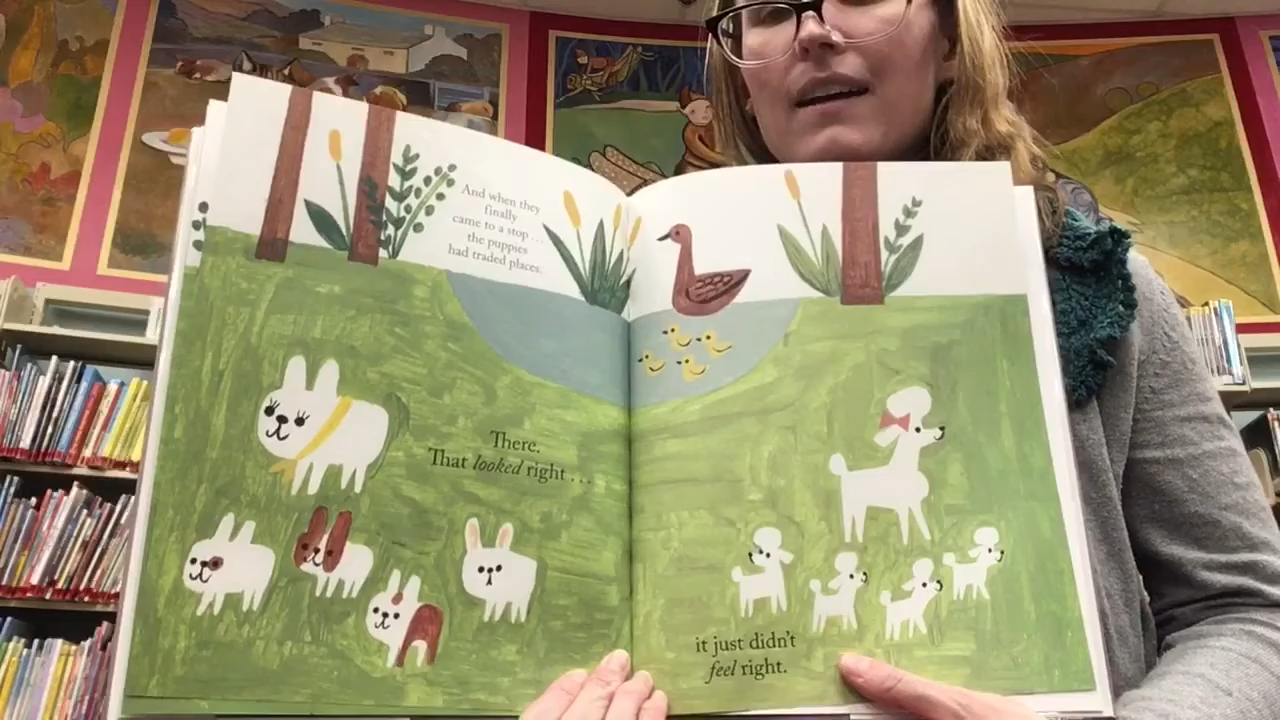 And when they
finally
came to a stop . . .
the puppies
had traded places.
There.
That looked right . . .
it just didn't
feel right.